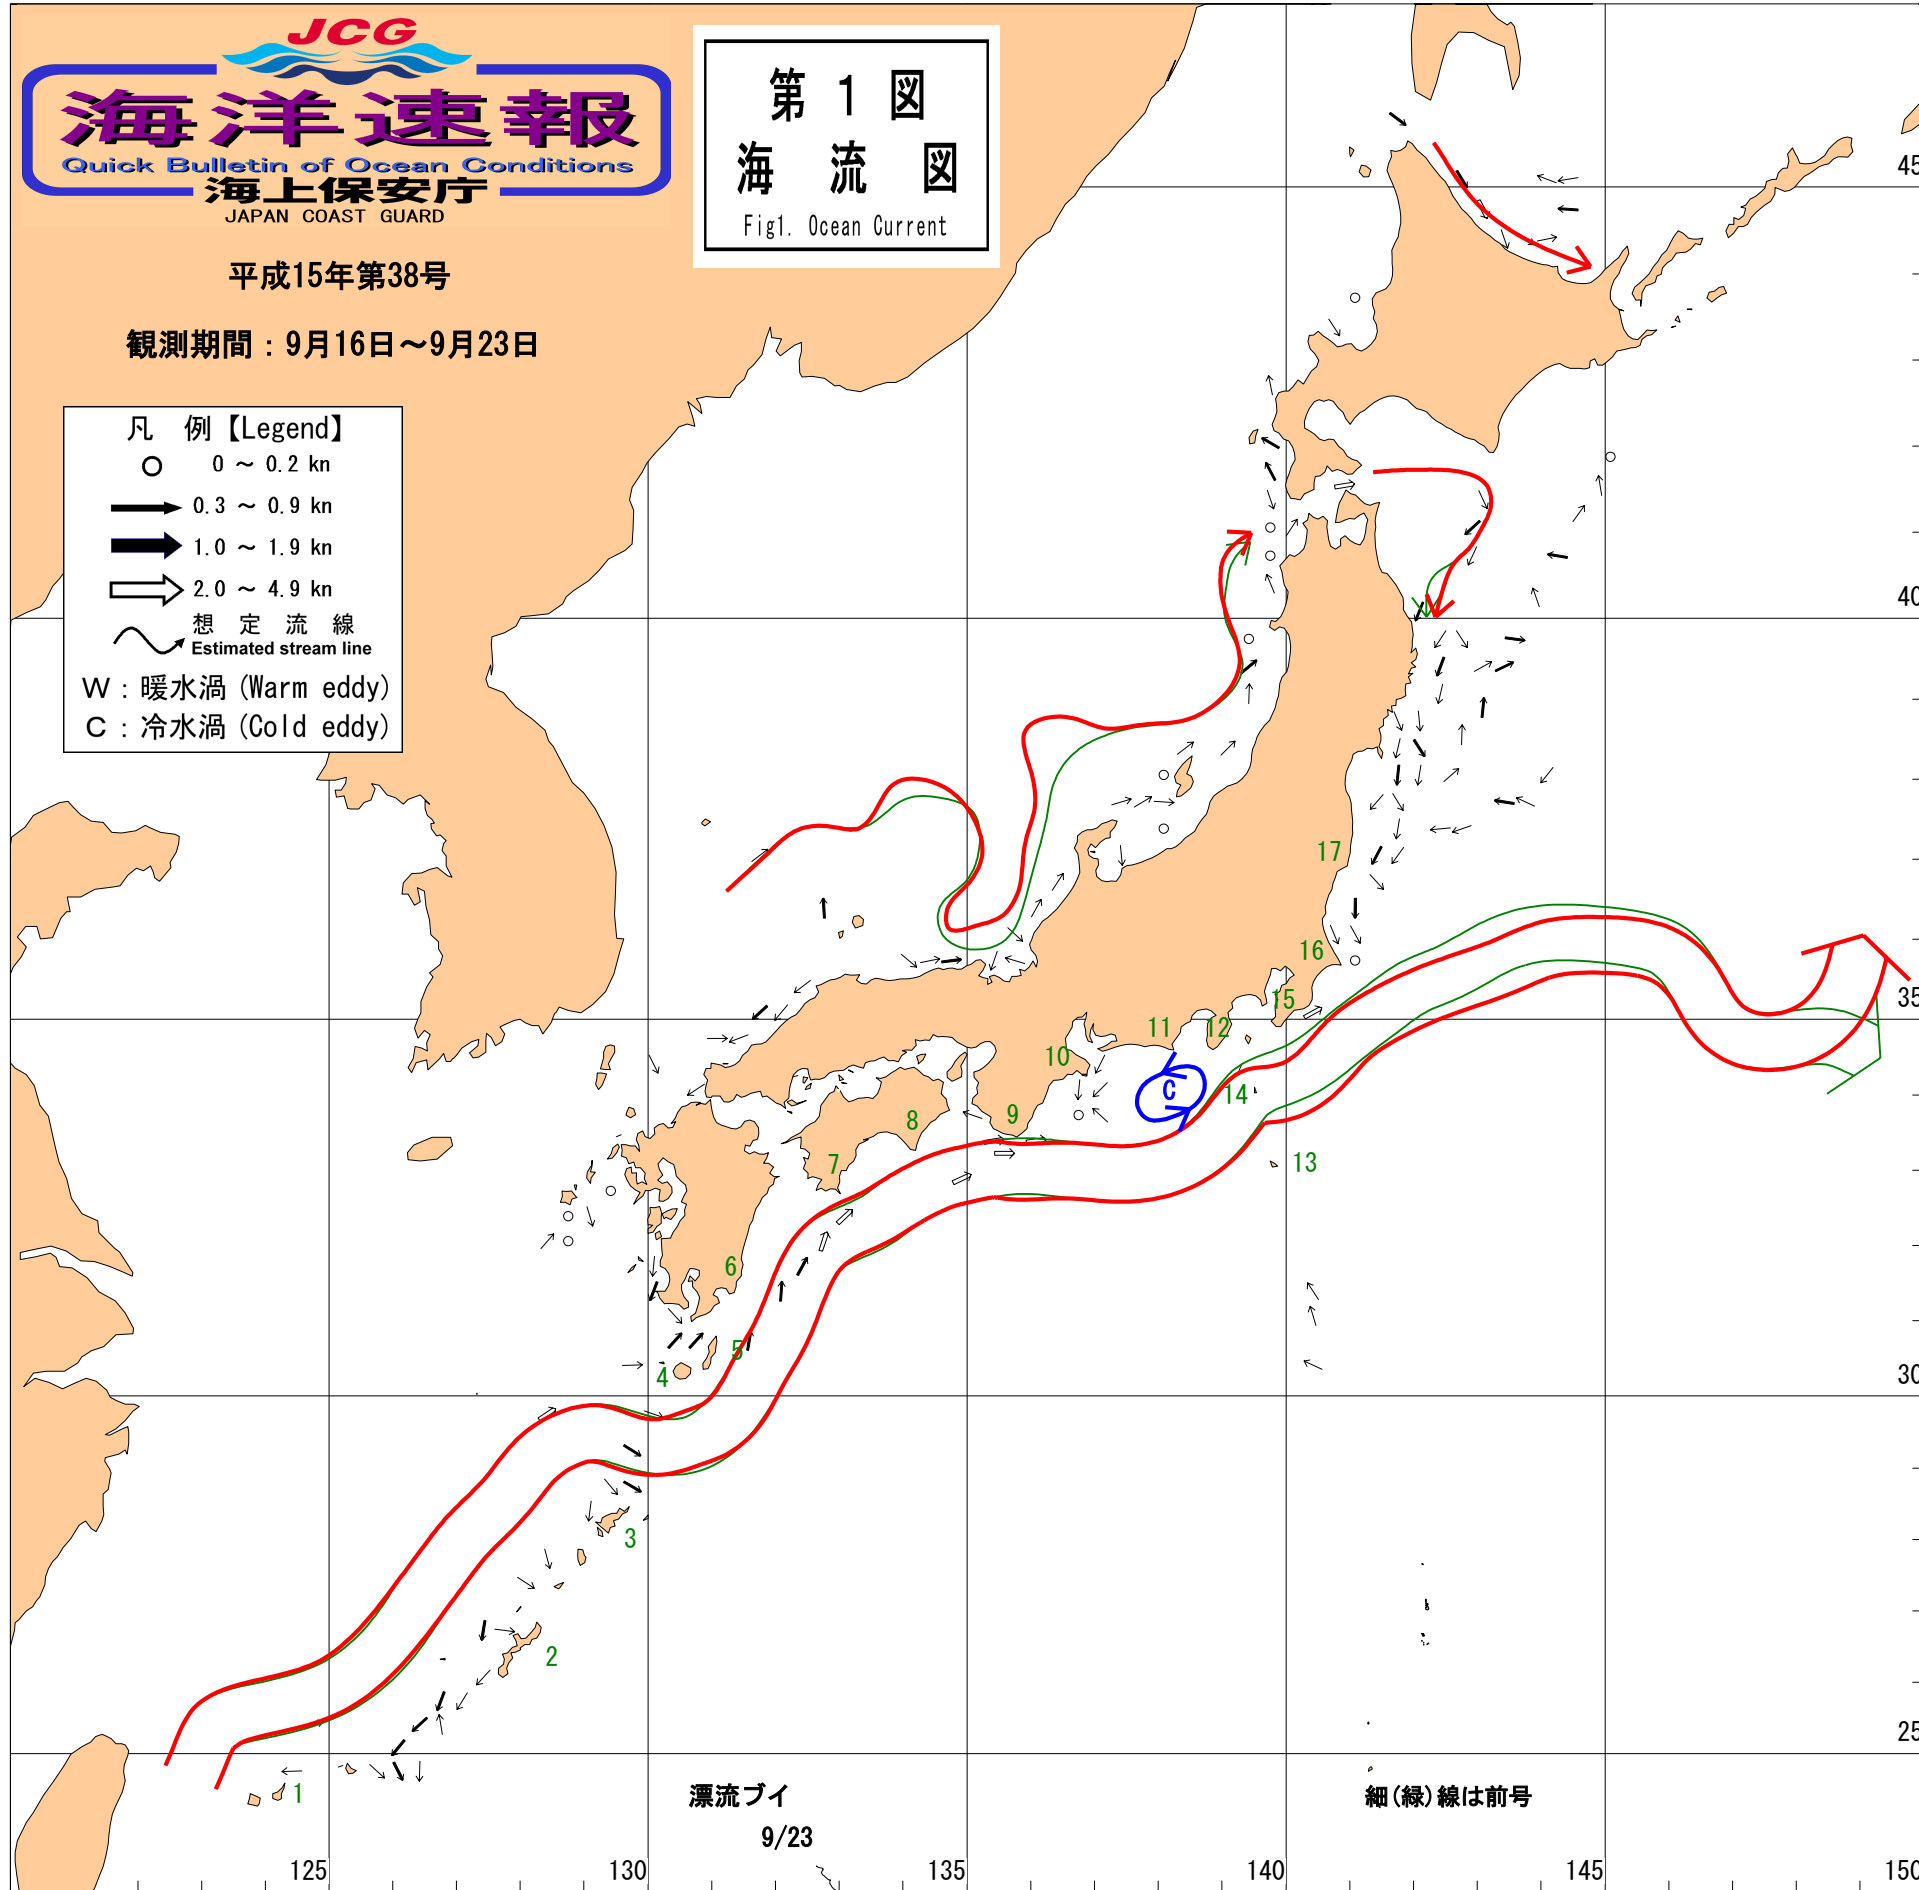 JCG
海洋速報
Quick Bulletin of Ocean Conditions
海上保安庁
JAPAN COAST GUARD
平成15年第38号
観測期間：9月16日～9月23日
第 1 図
海 流 図
Fig1. Ocean Current
凡 例【Legend】
0 ～ 0.2 kn
0.3 ～ 0.9 kn
1.0 ～ 1.9 kn
2.0 ～ 4.9 kn
想 定 流 線
Estimated stream line
W：暖水渦(Warm eddy)
C：冷水渦(Cold eddy)
45
40
17
16
35
15
11
12
10
C
14
8
9
7
13
6
5
4
30
3
2
25
1
漂流ブイ
9/23
細(緑)線は前号
125
130
135
140
145
150